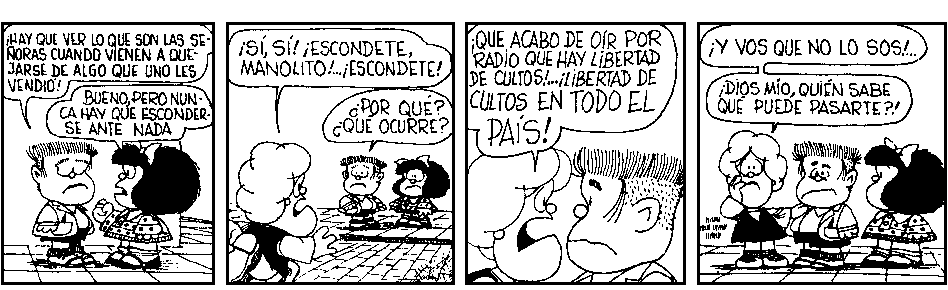 ¡HAY QUE VER LO QUE SON LAS SE-
ÑORAS CUANDO VIENEN A QUE-
JARSE DE ALGO QUE UNO LES
VENDIÓ!
BUENO, PERO NUN-
CA HAY QUE ESCONDER-
SE ANTE NADA
¡SÍ, SÍ! ¡ESCONDETE,
MANOLITO!...¡ESCONDETE!
¿POR QUÉ?
¿QUE OCURRE?
¡QUE ACABO DE OÍR POR
RADIO QUE HAY LIBERTAD
DE CULTOS!...¡LIBERTAD DE
CULTOS EN TODO EL
PAÍS!
¡Y VOS QUE NO LO SOS!...
¡DIOS MÍO, QUIÉN SABE
QUÉ PUEDE PASARTE?!